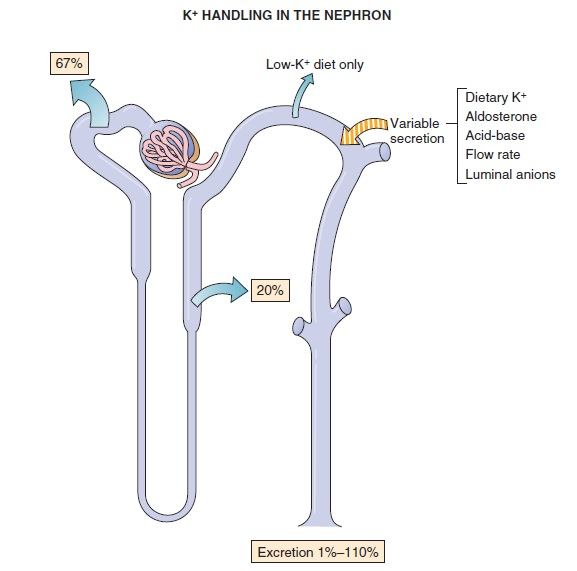 K+ HANDLING IN THE NEPHRON
67%
Low-K+ diet only
Variable
secretion
Dietary K+
Aldosterone
Acid-base
Flow rate
Luminal anions
20%
Excretion 1%–110%